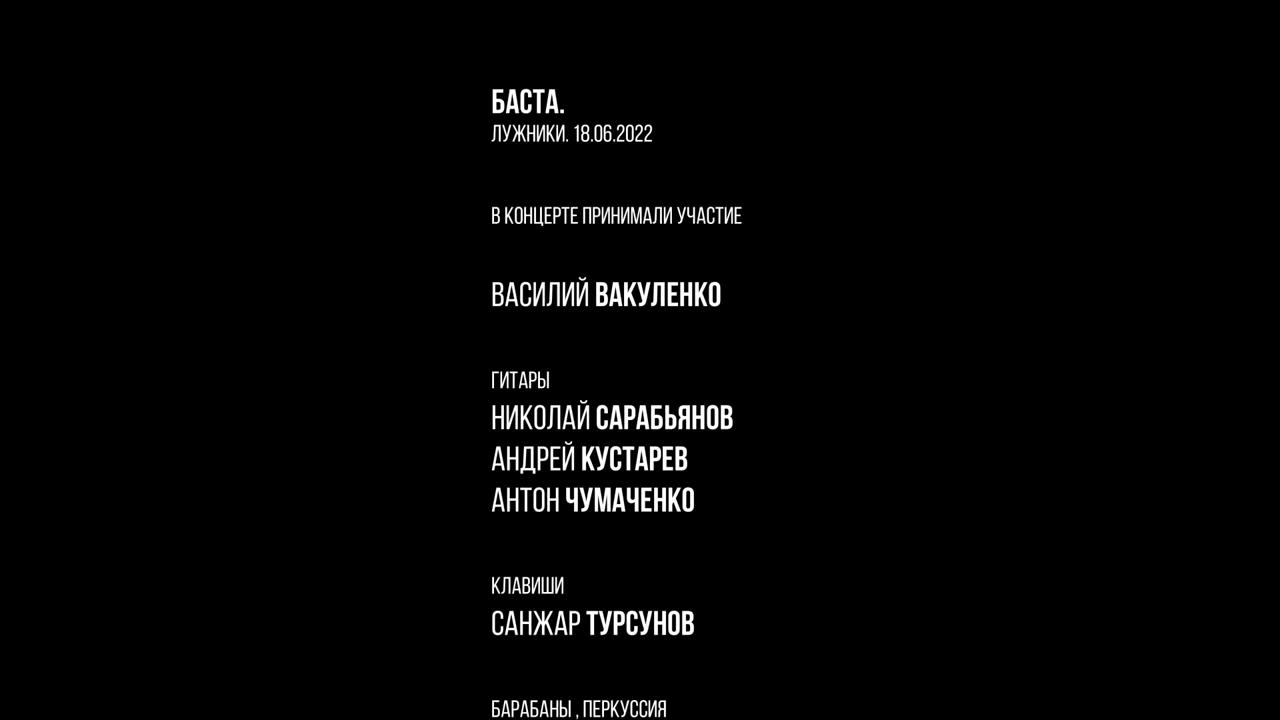 БАСТА.
ЛУЖНИКИ. 18.06.2022
В КОНЦЕРТЕ ПРИНИМАЛИ УЧАСТИЕ
ВАСИЛИЙ ВАКУЛЕНКО
ГИТАРЫ
НИКОЛАЙ САРАБЬЯНОВ
АНДРЕЙ КУСТАРЕВ
АНТОН ЧУМАЧЕНКО
КЛАВИШИ
САНЖАР ТУРСУНОВ
БАРАБАНЫ , ПЕРКУССИЯ